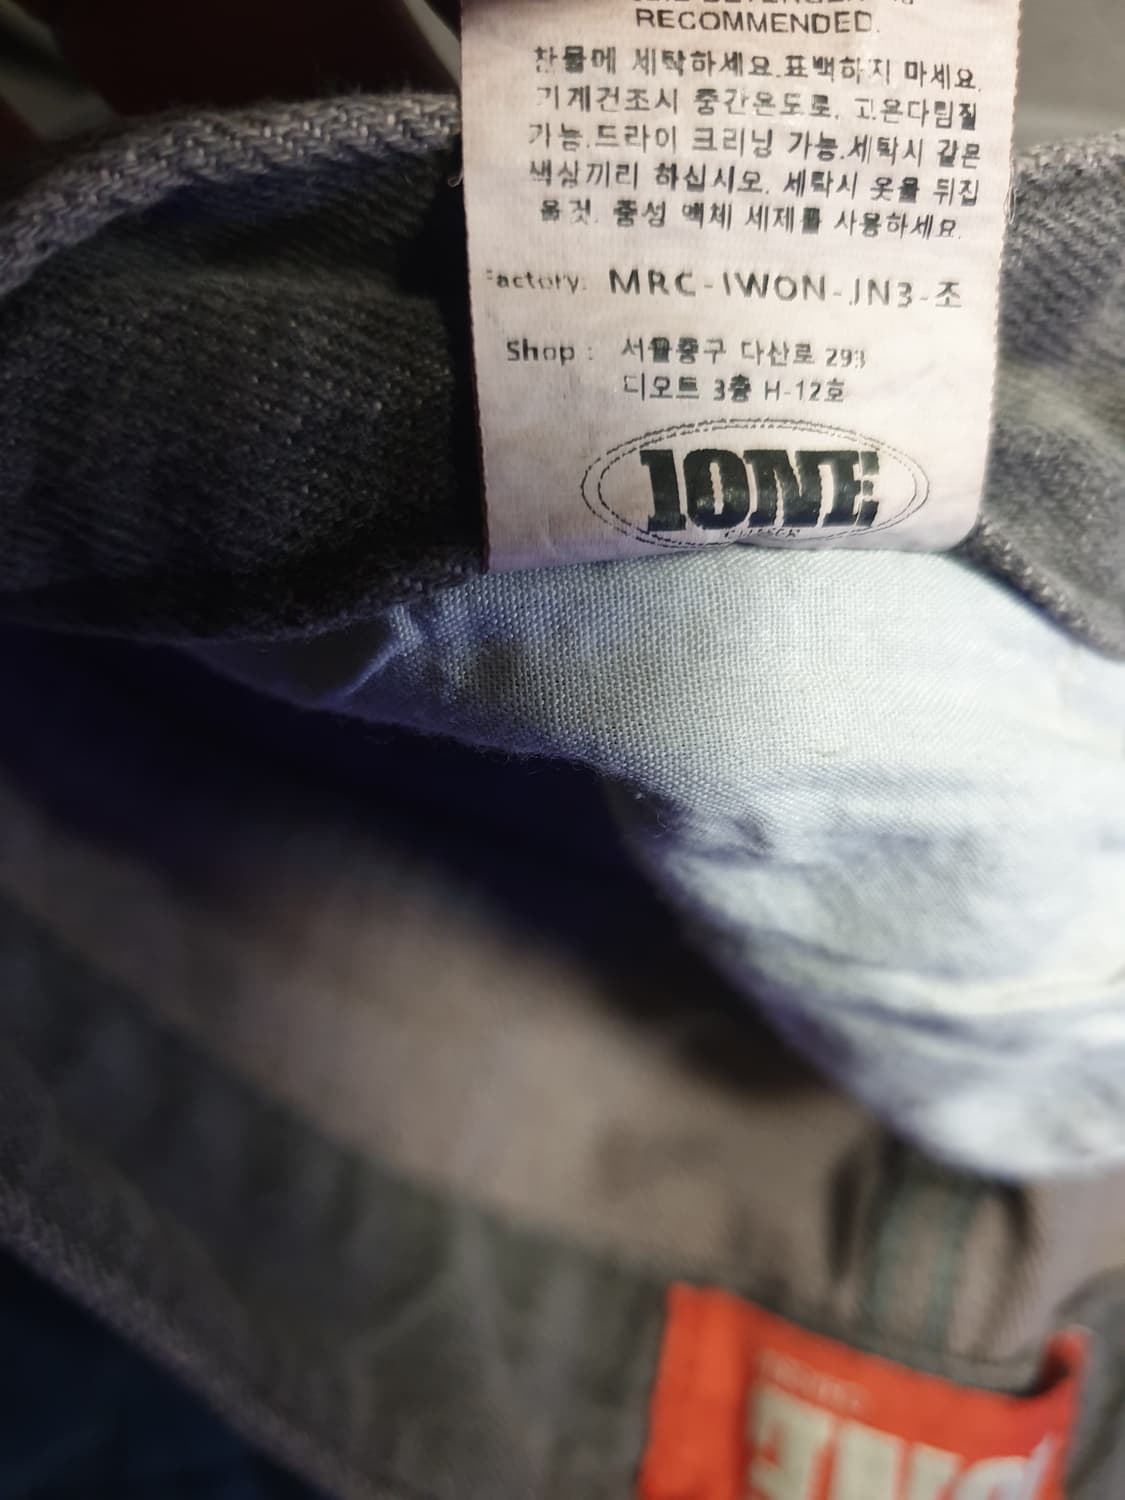 RECOMMENDED.
찬물에 세탁하세요.표백하지 마세요.
기계건조시 중간온도로. 고온다림질
가능.드라이 크리닝 가능.세탁시 같은
색상끼리 하십시오. 세탁시 옷을 뒤집
을것. 중성 액체 세제를 사용하세요.
Factory: MRC-IWON-JN3-조
Shop : 서울중구 다산로 293
디오트 3층 H-12호
IONE